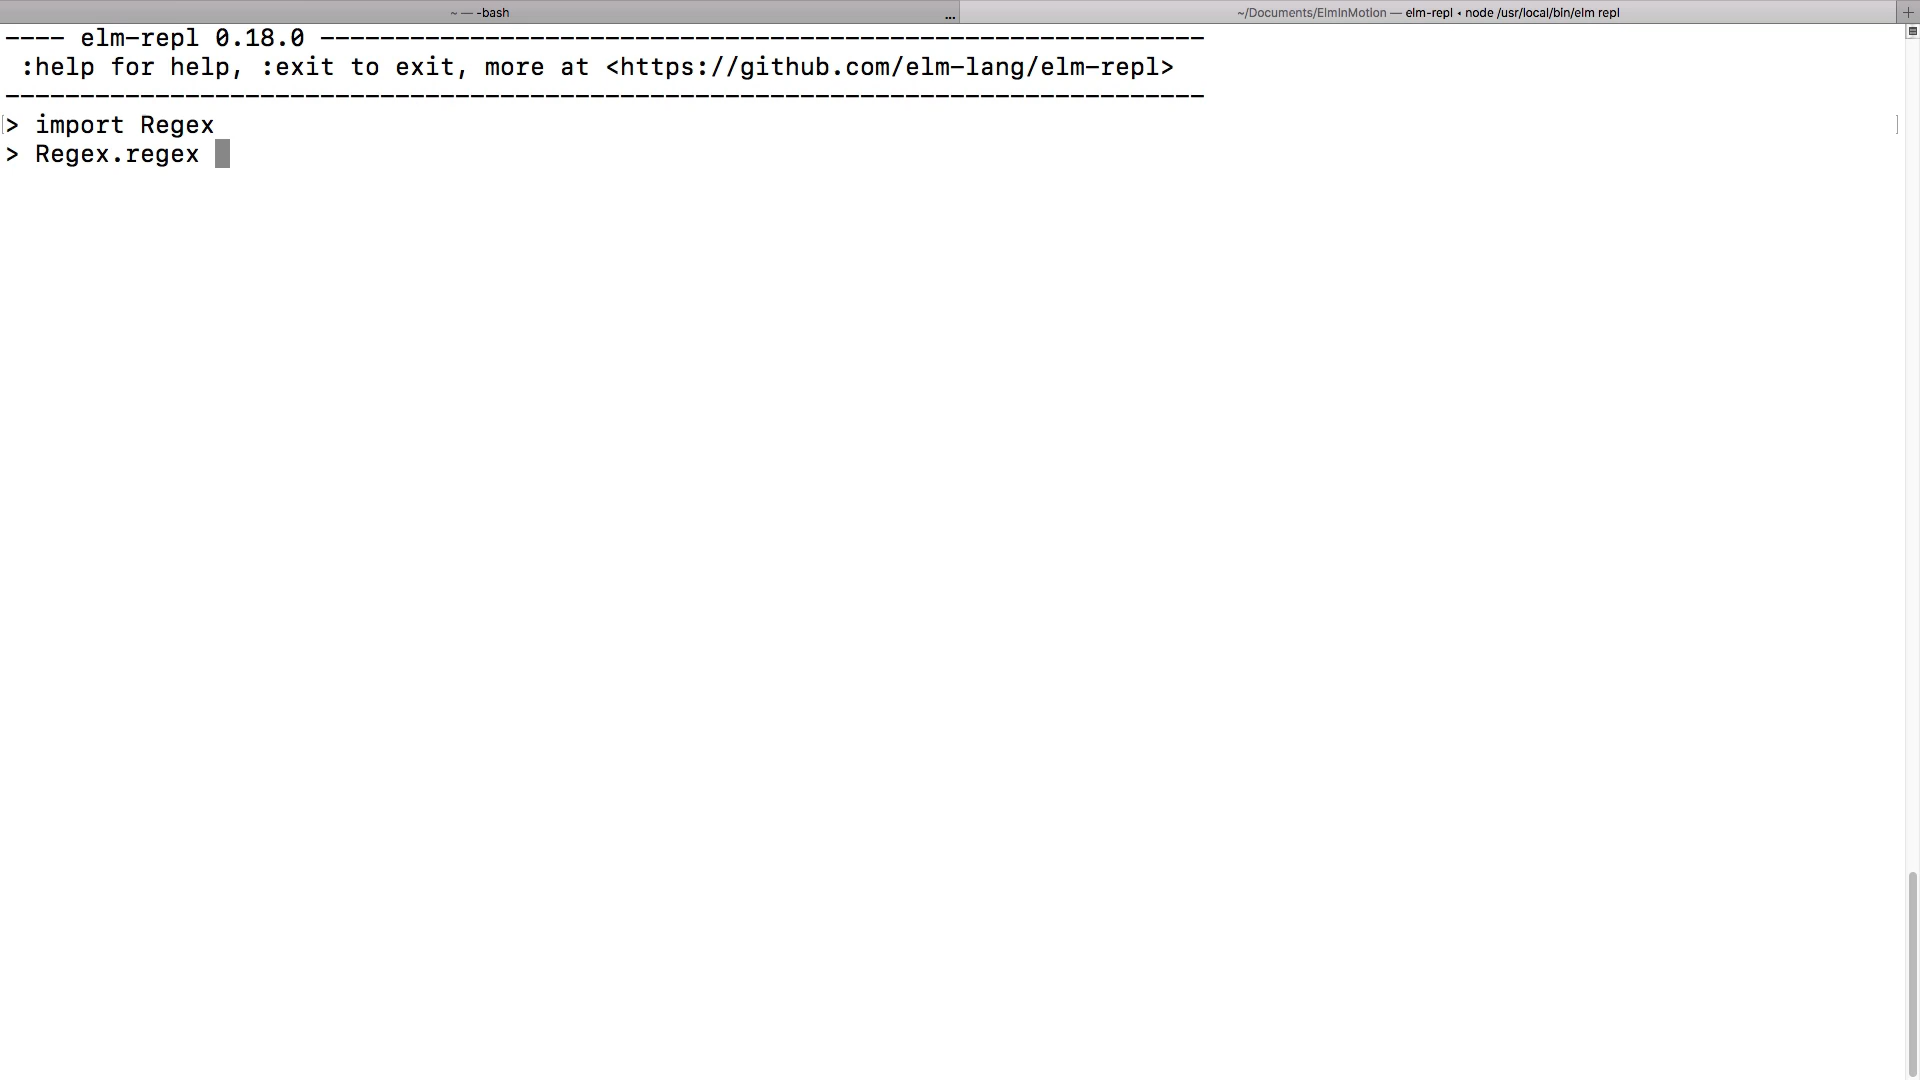 ~ — -bash ... ~/Documents/ElmInMotion — elm-repl ◂ node /usr/local/bin/elm repl +
---- elm-repl 0.18.0 -----------------------------------------------------------
 :help for help, :exit to exit, more at <https://github.com/elm-lang/elm-repl>
--------------------------------------------------------------------------------
> import Regex
> Regex.regex